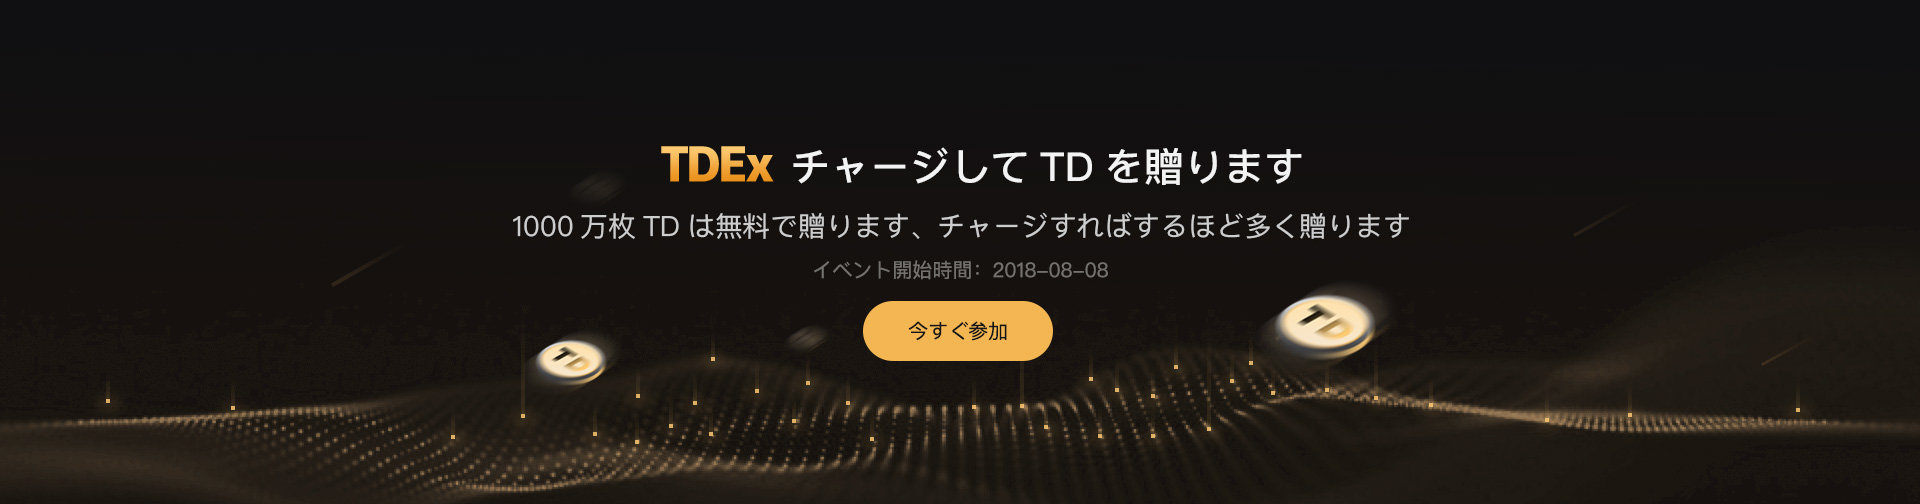 TDEx チャージして TD を贈ります
1000 万枚 TD は無料で贈ります、チャージすればするほど多く贈ります
イベント開始時間：2018-08-08
今すぐ参加
TD
TD